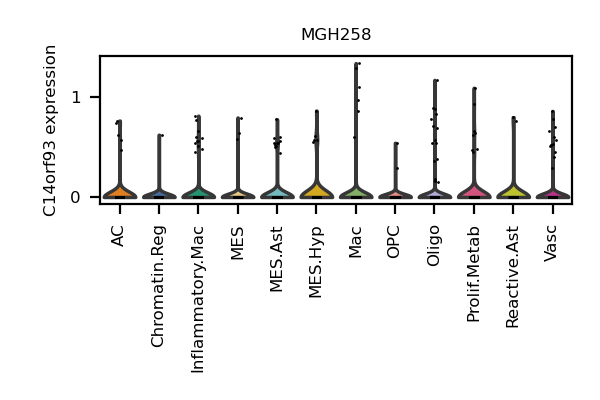 MGH258
C14orf93 expression
1
0
AC
Chromatin.Reg
Inflammatory.Mac
MES
MES.Ast
MES.Hyp
Mac
OPC
Oligo
Prolif.Metab
Reactive.Ast
Vasc